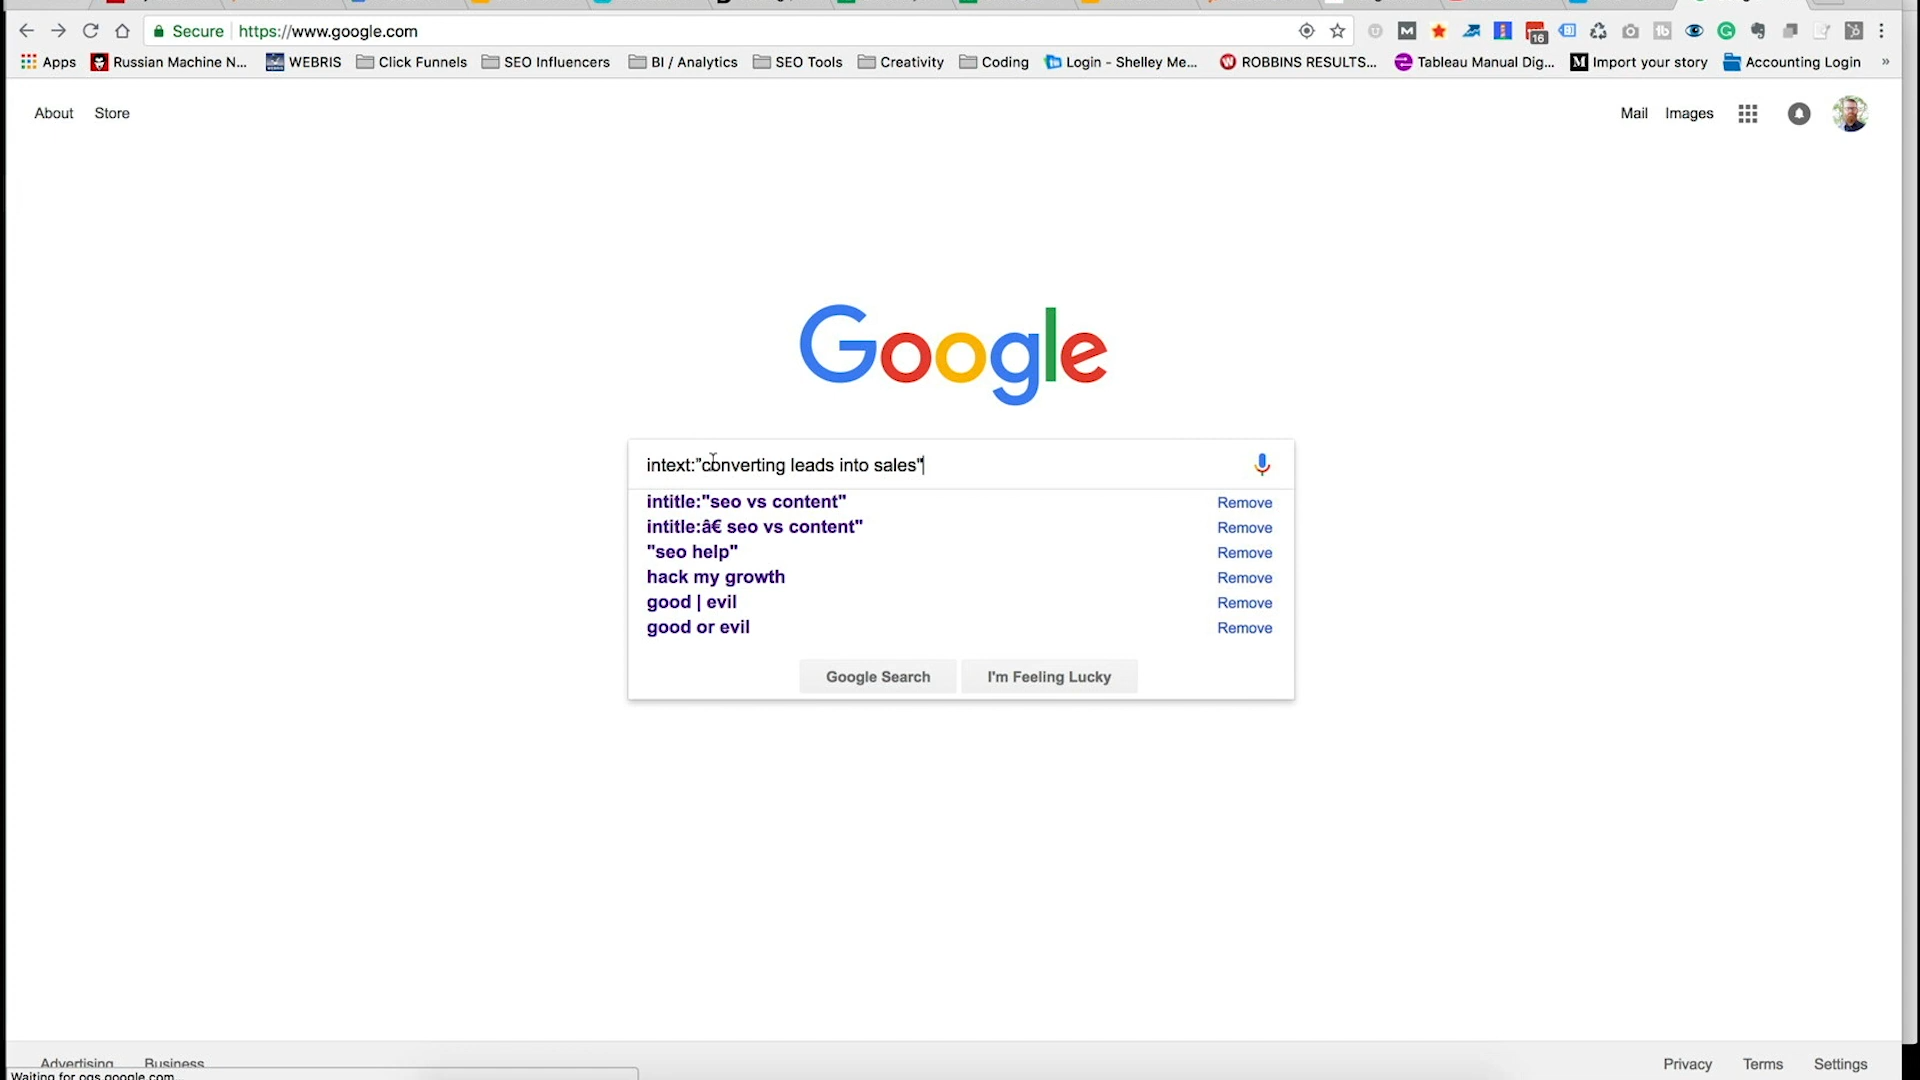 Secure https://www.google.com
16
Apps Russian Machine N... WEBRIS Click Funnels SEO Influencers BI / Analytics SEO Tools Creativity Coding Login - Shelley Me... ROBBINS RESULTS... Tableau Manual Dig... M Import your story Accounting Login »
About Store Mail Images
Google
intext:”converting leads into sales"
intitle:"seo vs content" Remove
intitle:â€ seo vs content" Remove
"seo help" Remove
hack my growth Remove
good | evil Remove
good or evil Remove
Google Search I'm Feeling Lucky
Advertising Business Privacy Terms Settings
Waiting for ogs.google.com...